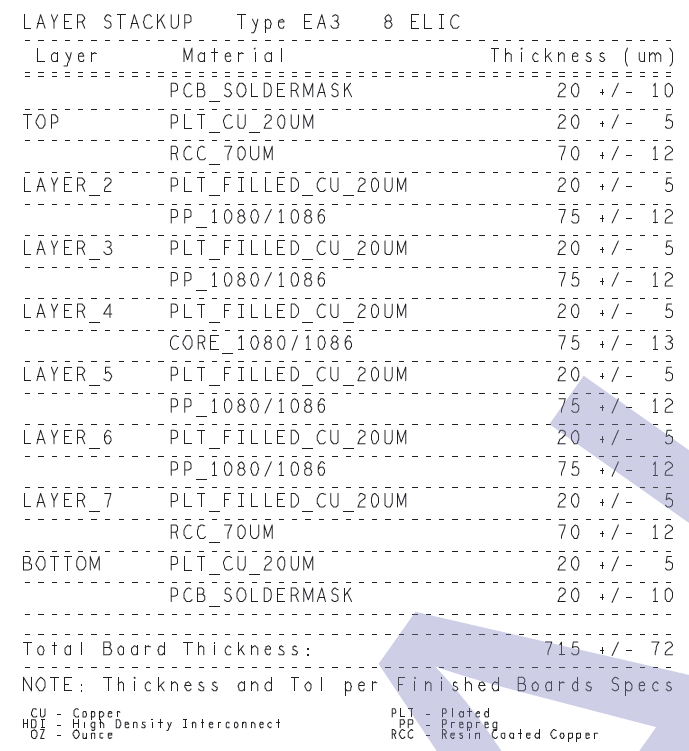 LAYER STACKUP Type EA3 8 ELIC
Layer Material Thickness (um)
PCB_SOLDERMASK 20 +/- 10
TOP PLT_CU_20UM 20 +/- 5
RCC_70UM 70 +/- 12
LAYER_2 PLT_FILLED_CU_20UM 20 +/- 5
PP_1080/1086 75 +/- 12
LAYER_3 PLT_FILLED_CU_20UM 20 +/- 5
PP_1080/1086 75 +/- 12
LAYER_4 PLT_FILLED_CU_20UM 20 +/- 5
CORE_1080/1086 75 +/- 13
LAYER_5 PLT_FILLED_CU_20UM 20 +/- 5
PP_1080/1086 75 +/- 12
LAYER_6 PLT_FILLED_CU_20UM 20 +/- 5
PP_1080/1086 75 +/- 12
LAYER_7 PLT_FILLED_CU_20UM 20 +/- 5
RCC_70UM 70 +/- 12
BOTTOM PLT_CU_20UM 20 +/- 5
PCB_SOLDERMASK 20 +/- 10
Total Board Thickness: 715 +/- 72
NOTE: Thickness and Tol per Finished Boards Specs
CU - Copper PLT - Plated
HDI - High Density Interconnect PP - Prepreg
OZ - Ounce RCC - Resin Coated Copper